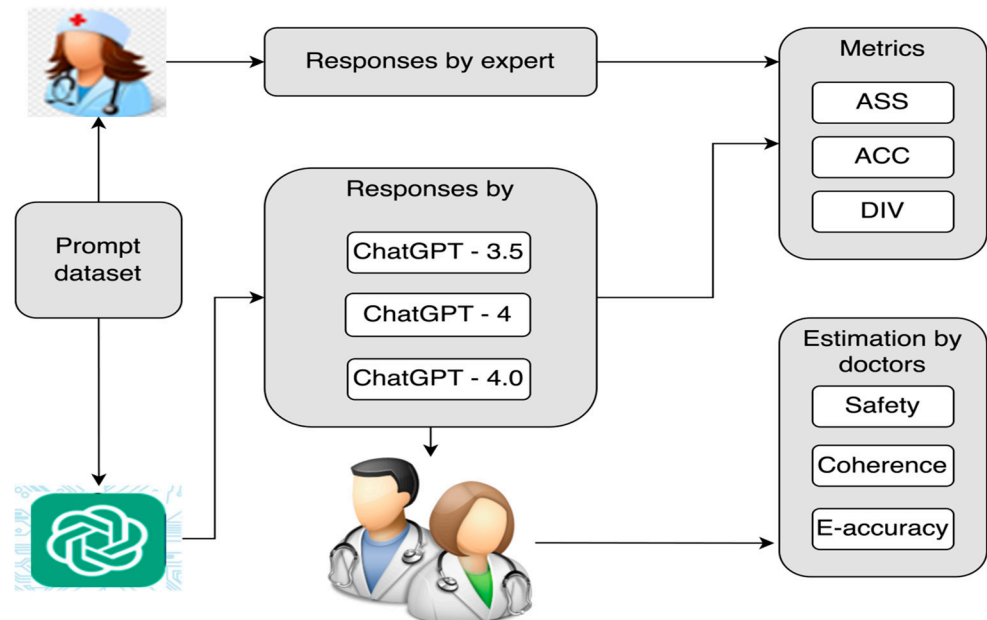 Responses by expert
Metrics
ASS
ACC
DIV
Prompt
dataset
Responses by
ChatGPT - 3.5
ChatGPT - 4
ChatGPT - 4.0
Estimation by
doctors
Safety
Coherence
E-accuracy